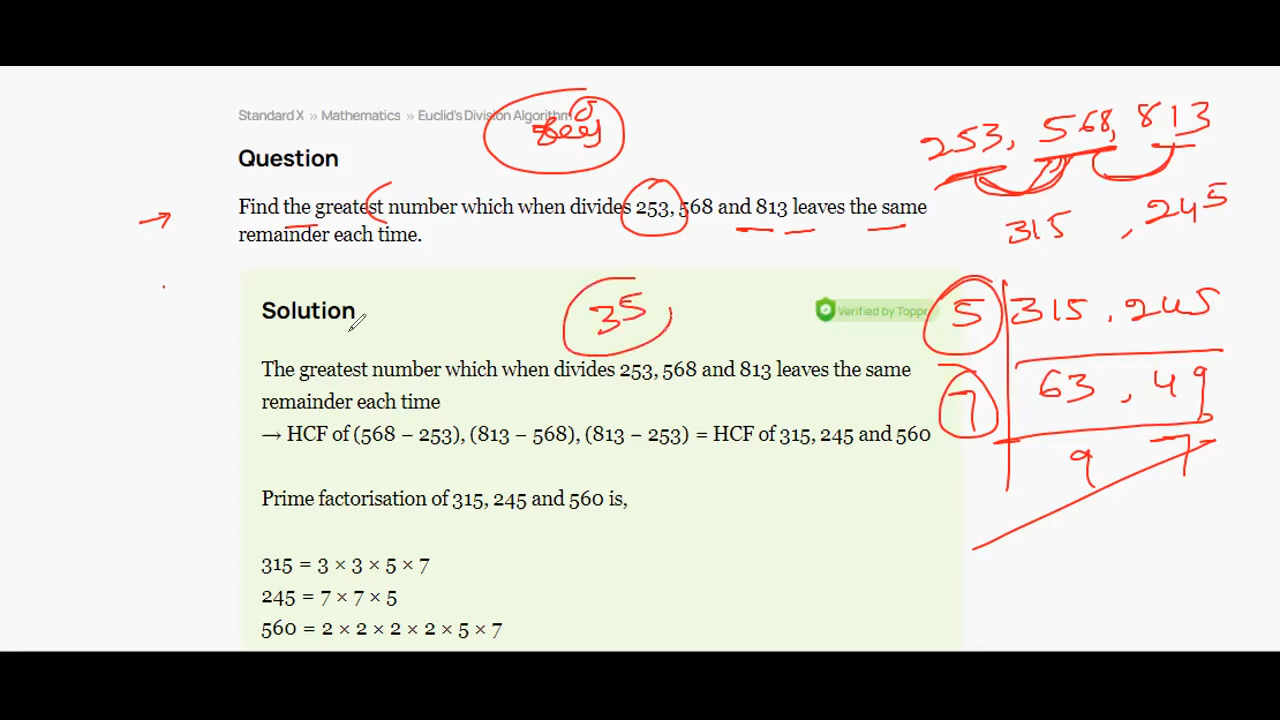 Standard X » Mathematics » Euclid's Division Algorithm
Question
Find the greatest number which when divides 253, 568 and 813 leaves the same
remainder each time.
253, 568, 813
315, 245
Solution
35
Verified by Toppr
5 315, 245
7 63, 49
9 7
The greatest number which when divides 253, 568 and 813 leaves the same
remainder each time
→ HCF of (568 − 253), (813 − 568), (813 − 253) = HCF of 315, 245 and 560
Prime factorisation of 315, 245 and 560 is,
315 = 3 × 3 × 5 × 7
245 = 7 × 7 × 5
560 = 2 × 2 × 2 × 2 × 5 × 7